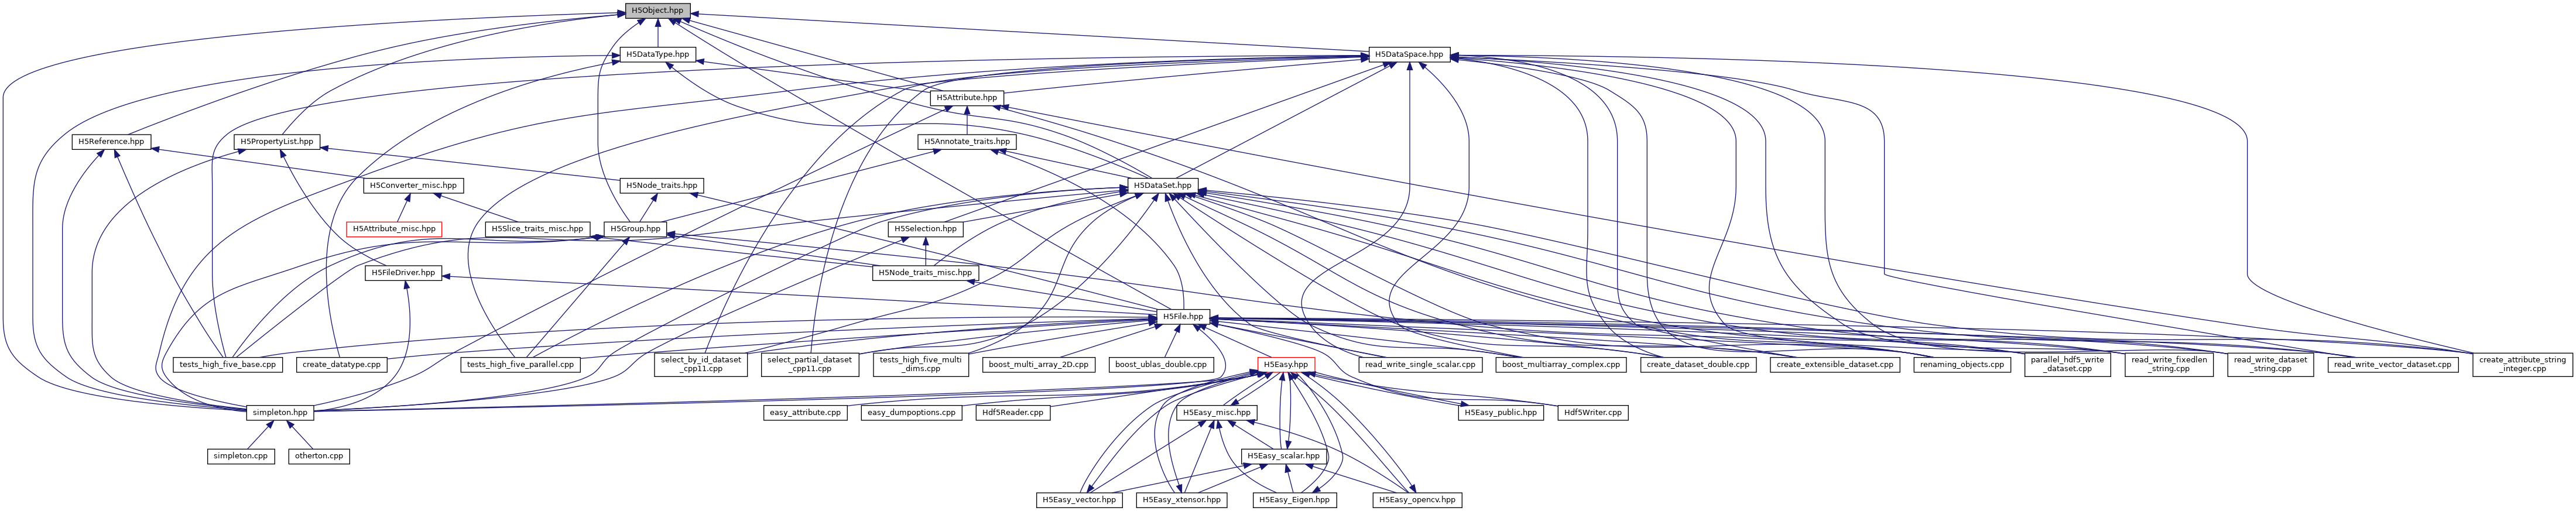 H5Object.hpp
H5DataType.hpp
H5DataSpace.hpp
H5Attribute.hpp
H5Reference.hpp
H5PropertyList.hpp
H5Annotate_traits.hpp
H5Converter_misc.hpp
H5Node_traits.hpp
H5DataSet.hpp
H5Attribute_misc.hpp
H5Slice_traits_misc.hpp
H5Group.hpp
H5Selection.hpp
H5FileDriver.hpp
H5Node_traits_misc.hpp
H5File.hpp
tests_high_five_base.cpp
create_datatype.cpp
tests_high_five_parallel.cpp
select_by_id_dataset
_cpp11.cpp
select_partial_dataset
_cpp11.cpp
tests_high_five_multi
_dims.cpp
boost_multi_array_2D.cpp
boost_ublas_double.cpp
H5Easy.hpp
read_write_single_scalar.cpp
boost_multiarray_complex.cpp
create_dataset_double.cpp
create_extensible_dataset.cpp
renaming_objects.cpp
parallel_hdf5_write
_dataset.cpp
read_write_fixedlen
_string.cpp
read_write_dataset
_string.cpp
read_write_vector_dataset.cpp
create_attribute_string
_integer.cpp
simpleton.hpp
easy_attribute.cpp
easy_dumpoptions.cpp
Hdf5Reader.cpp
H5Easy_misc.hpp
H5Easy_public.hpp
Hdf5Writer.cpp
simpleton.cpp
otherton.cpp
H5Easy_scalar.hpp
H5Easy_vector.hpp
H5Easy_xtensor.hpp
H5Easy_Eigen.hpp
H5Easy_opencv.hpp